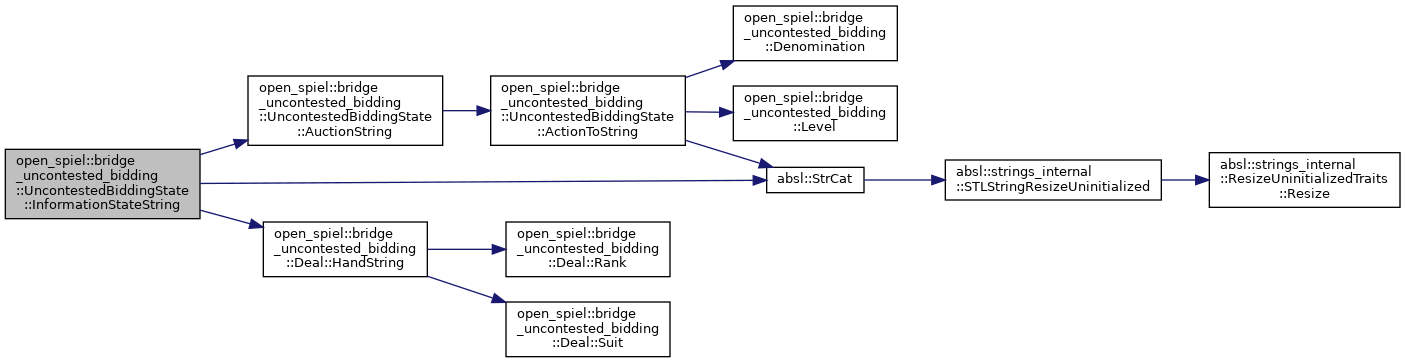 open_spiel::bridge
_uncontested_bidding
::UncontestedBiddingState
::InformationStateString
open_spiel::bridge
_uncontested_bidding
::UncontestedBiddingState
::AuctionString
open_spiel::bridge
_uncontested_bidding
::UncontestedBiddingState
::ActionToString
open_spiel::bridge
_uncontested_bidding
::Denomination
open_spiel::bridge
_uncontested_bidding
::Level
absl::StrCat
absl::strings_internal
::STLStringResizeUninitialized
absl::strings_internal
::ResizeUninitializedTraits
::Resize
open_spiel::bridge
_uncontested_bidding
::Deal::HandString
open_spiel::bridge
_uncontested_bidding
::Deal::Rank
open_spiel::bridge
_uncontested_bidding
::Deal::Suit